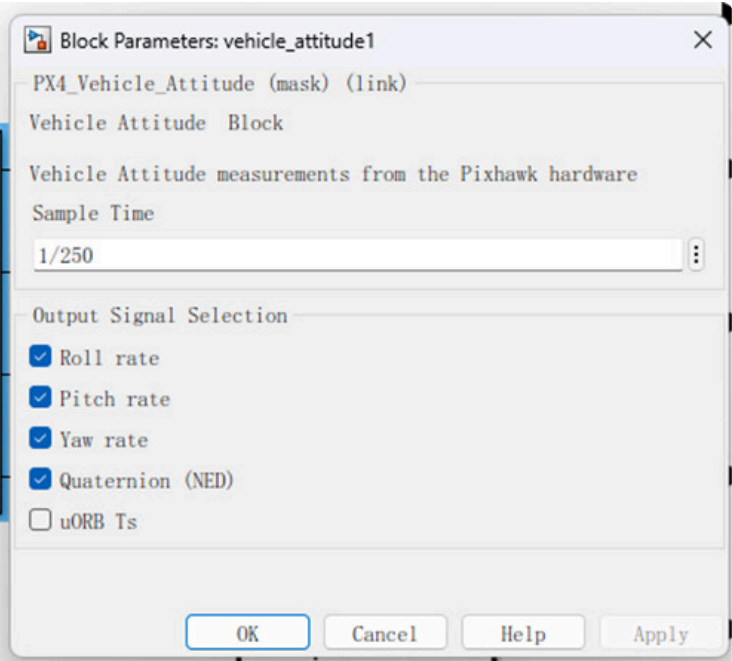 Block Parameters: vehicle_attitude1
PX4_Vehicle_Attitude (mask) (link)
Vehicle Attitude Block
Vehicle Attitude measurements from the Pixhawk hardware
Sample Time
1/250
Output Signal Selection
Roll rate
Pitch rate
Yaw rate
Quaternion (NED)
uORB Ts
OK Cancel Help Apply